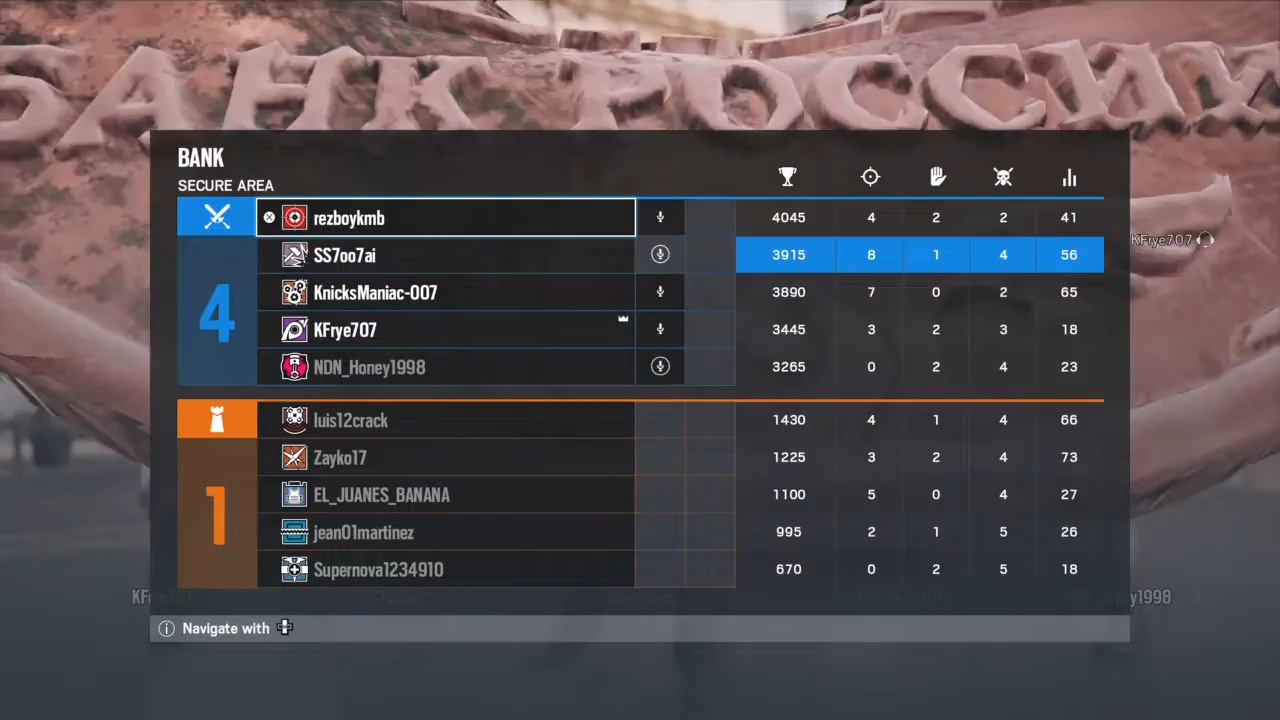 БАНК РОССИИ
BANK
SECURE AREA
rezboykmb 4045 4 2 2 41
KFrye707
SS7oo7ai 3915 8 1 4 56
4
KnicksManiac-007 3890 7 0 2 65
KFrye707 3445 3 2 3 18
NDN_Honey1998 3265 0 2 4 23
luis12crack 1430 4 1 4 66
Zayko17 1225 3 2 4 73
1
EL_JUANES_BANANA 1100 5 0 4 27
jean01martinez 995 2 1 5 26
Supernova1234910 670 0 2 5 18
y1998
Navigate with